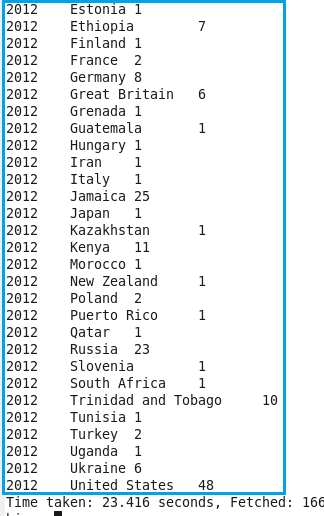 2012 Estonia 1
2012 Ethiopia 7
2012 Finland 1
2012 France 2
2012 Germany 8
2012 Great Britain 6
2012 Grenada 1
2012 Guatemala 1
2012 Hungary 1
2012 Iran 1
2012 Italy 1
2012 Jamaica 25
2012 Japan 1
2012 Kazakhstan 1
2012 Kenya 11
2012 Morocco 1
2012 New Zealand 1
2012 Poland 2
2012 Puerto Rico 1
2012 Qatar 1
2012 Russia 23
2012 Slovenia 1
2012 South Africa 1
2012 Trinidad and Tobago 10
2012 Tunisia 1
2012 Turkey 2
2012 Uganda 1
2012 Ukraine 6
2012 United States 48
Time taken: 23.416 seconds, Fetched: 166